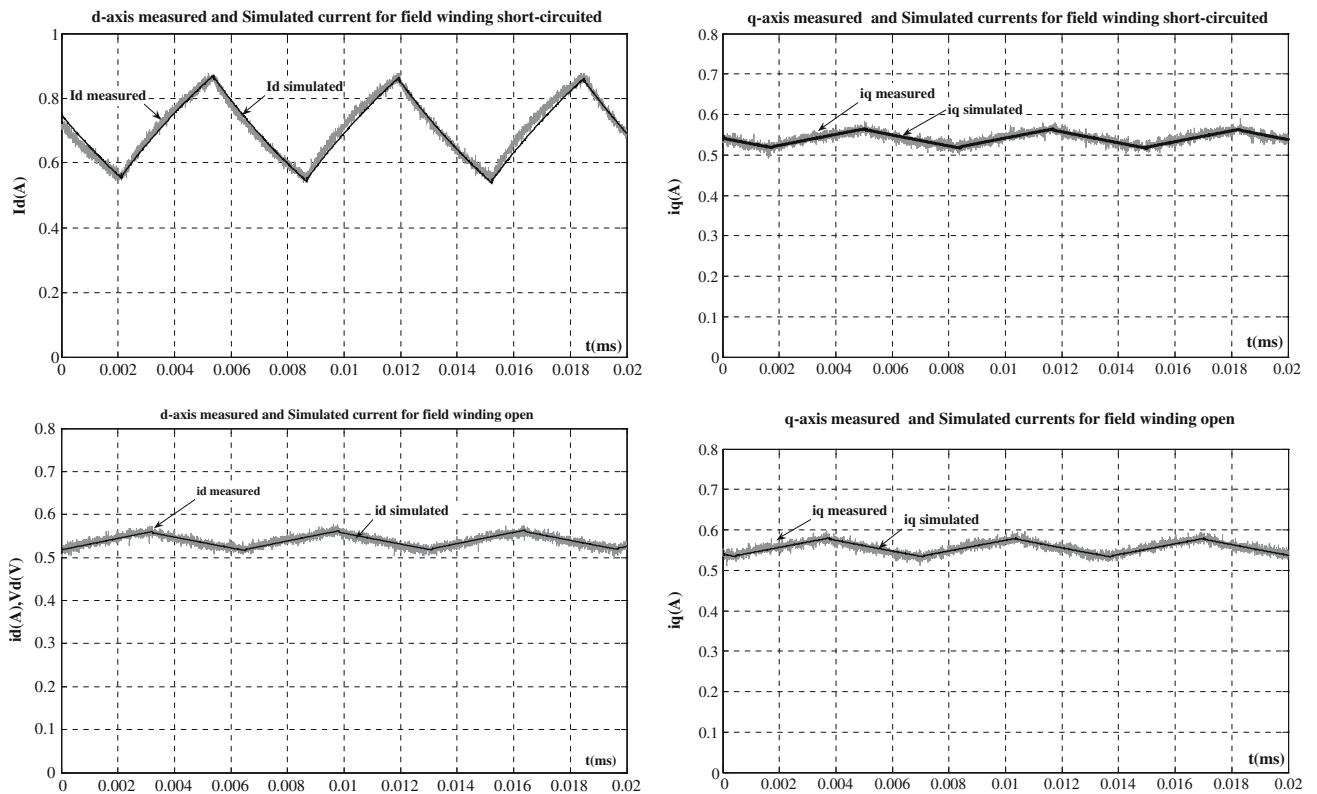 d-axis measured and Simulated current for field winding short-circuited
1
0.8
0.6
0.4
0.2
0
Id(A)
Id measured
Id simulated
t(ms)
0 0.002 0.004 0.006 0.008 0.01 0.012 0.014 0.016 0.018 0.02
q-axis measured and Simulated currents for field winding short-circuited
0.8
0.7
0.6
0.5
0.4
0.3
0.2
0.1
0
iq(A)
iq measured
iq simulated
t(ms)
0 0.002 0.004 0.006 0.008 0.01 0.012 0.014 0.016 0.018 0.02
d-axis measured and Simulated current for field winding open
0.8
0.7
0.6
0.5
0.4
0.3
0.2
0.1
0
id(A),Vd(V)
id measured
id simulated
t(ms)
0 0.002 0.004 0.006 0.008 0.01 0.012 0.014 0.016 0.018 0.02
q-axis measured and Simulated currents for field winding open
0.8
0.7
0.6
0.5
0.4
0.3
0.2
0.1
0
iq(A)
iq measured
iq simulated
t(ms)
0 0.002 0.004 0.006 0.008 0.01 0.012 0.014 0.016 0.018 0.02